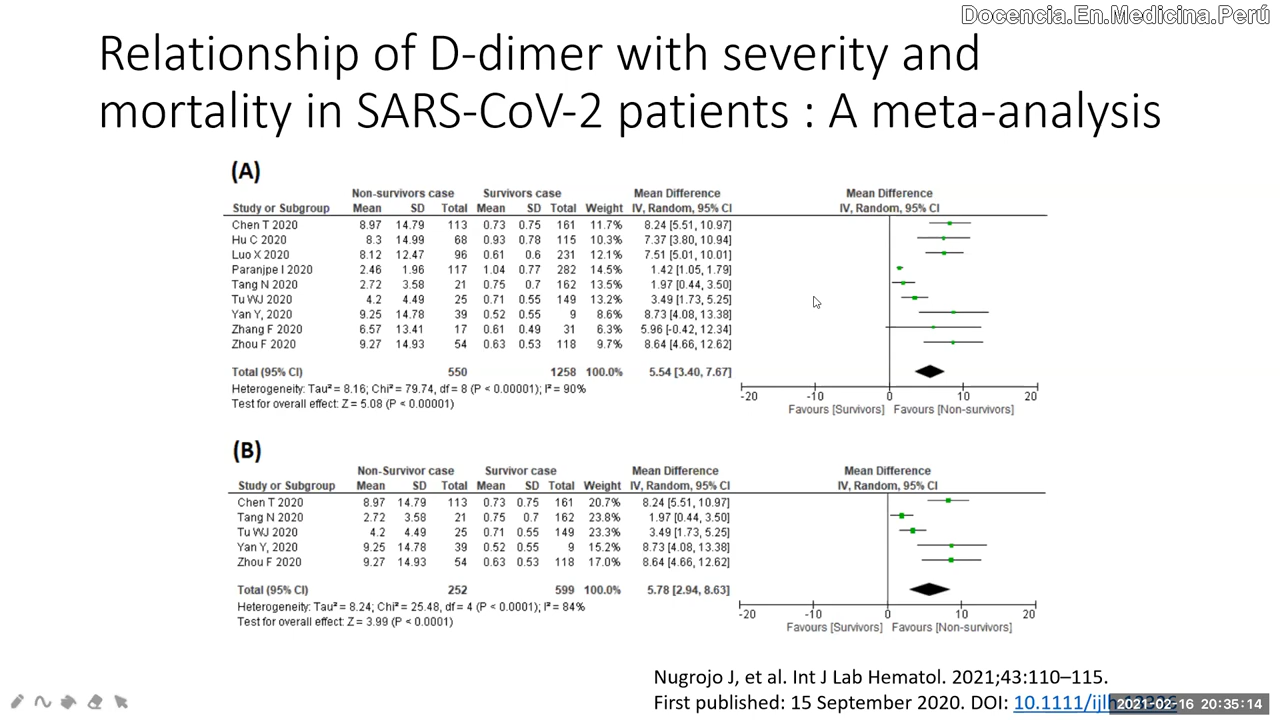 Docencia.En.Medicina.Perú
Relationship of D-dimer with severity and
mortality in SARS-CoV-2 patients : A meta-analysis
(A)
Non-survivors case Survivors case Mean Difference Mean Difference
Study or Subgroup Mean SD Total Mean SD Total Weight IV, Random, 95% CI IV, Random, 95% CI
Chen T 2020 8.97 14.79 113 0.73 0.75 161 11.7% 8.24 [5.51, 10.97]
Hu C 2020 8.3 14.99 68 0.93 0.78 115 10.3% 7.37 [3.80, 10.94]
Luo X 2020 8.12 12.47 96 0.61 0.6 231 12.1% 7.51 [5.01, 10.01]
Paranjpe I 2020 2.46 1.96 117 1.04 0.77 282 14.5% 1.42 [1.05, 1.79]
Tang N 2020 2.72 3.58 21 0.75 0.7 162 13.6% 1.97 [0.44, 3.50]
Tu WJ 2020 4.2 4.49 25 0.71 0.55 149 13.2% 3.49 [1.73, 5.25]
Yan Y, 2020 9.25 14.78 39 0.52 0.55 9 8.6% 8.73 [4.08, 13.38]
Zhang F 2020 6.57 13.41 17 0.61 0.49 31 6.3% 5.96 [-0.42, 12.34]
Zhou F 2020 9.27 14.93 54 0.63 0.53 118 9.7% 8.64 [4.66, 12.62]
Total (95% CI) 550 1258 100.0% 5.54 [3.40, 7.67]
Heterogeneity: Tau² = 8.16; Chi² = 79.74, df = 8 (P < 0.00001); I² = 90%
Test for overall effect: Z = 5.08 (P < 0.00001)
-20 -10 0 10 20
Favours [Survivors] Favours [Non-survivors]
(B)
Non-Survivor case Survivor case Mean Difference Mean Difference
Study or Subgroup Mean SD Total Mean SD Total Weight IV, Random, 95% CI IV, Random, 95% CI
Chen T 2020 8.97 14.79 113 0.73 0.75 161 20.7% 8.24 [5.51, 10.97]
Tang N 2020 2.72 3.58 21 0.75 0.7 162 23.8% 1.97 [0.44, 3.50]
Tu WJ 2020 4.2 4.49 25 0.71 0.55 149 23.3% 3.49 [1.73, 5.25]
Yan Y, 2020 9.25 14.78 39 0.52 0.55 9 15.2% 8.73 [4.08, 13.38]
Zhou F 2020 9.27 14.93 54 0.63 0.53 118 17.0% 8.64 [4.66, 12.62]
Total (95% CI) 252 599 100.0% 5.78 [2.94, 8.63]
Heterogeneity: Tau² = 8.24; Chi² = 25.48, df = 4 (P < 0.0001); I² = 84%
Test for overall effect: Z = 3.99 (P < 0.0001)
-20 -10 0 10 20
Favours [Survivors] Favours [Non-survivors]
Nugrojo J, et al. Int J Lab Hematol. 2021;43:110–115.
First published: 15 September 2020. DOI:
2021-02-16 20:35:14